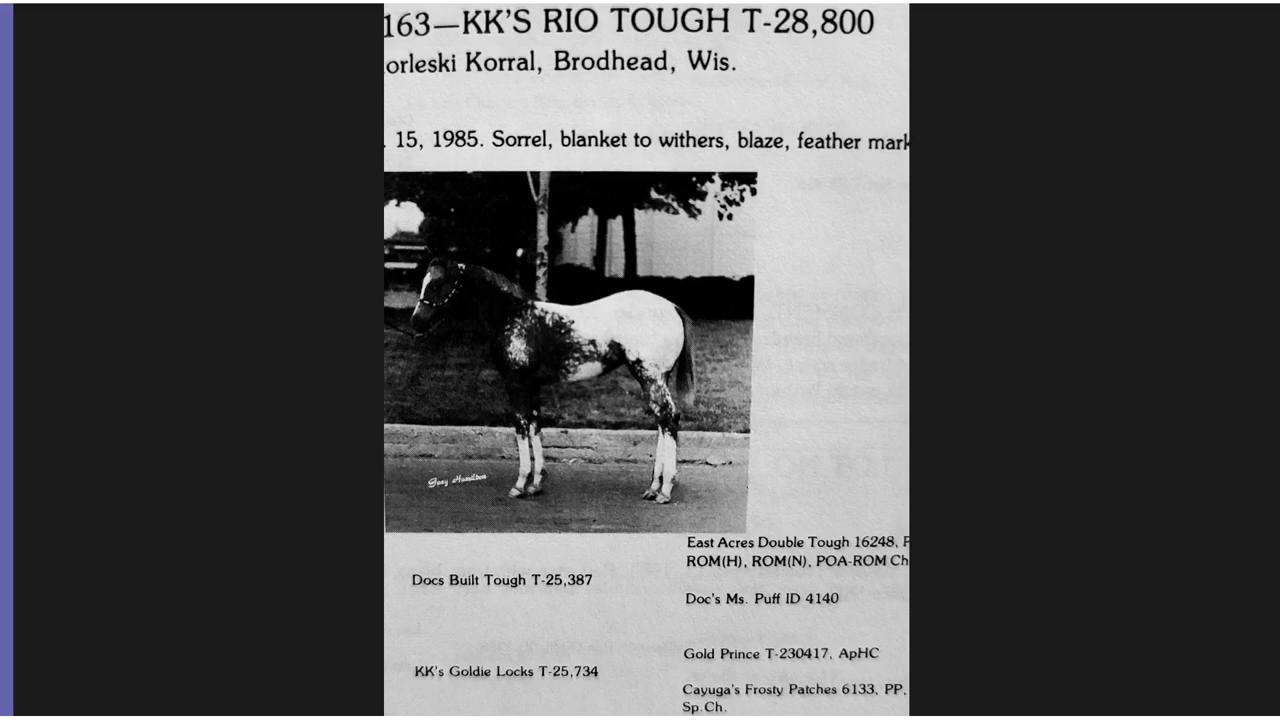 163—KK'S RIO TOUGH T-28,800
orleski Korral, Brodhead, Wis.
. 15, 1985. Sorrel, blanket to withers, blaze, feather mark
Docs Built Tough T-25,387
East Acres Double Tough 16248, P
ROM(H), ROM(N), POA-ROM Ch
Doc's Ms. Puff ID 4140
KK's Goldie Locks T-25,734
Gold Prince T-230417, ApHC
Cayuga's Frosty Patches 6133, PP,
Sp.Ch.